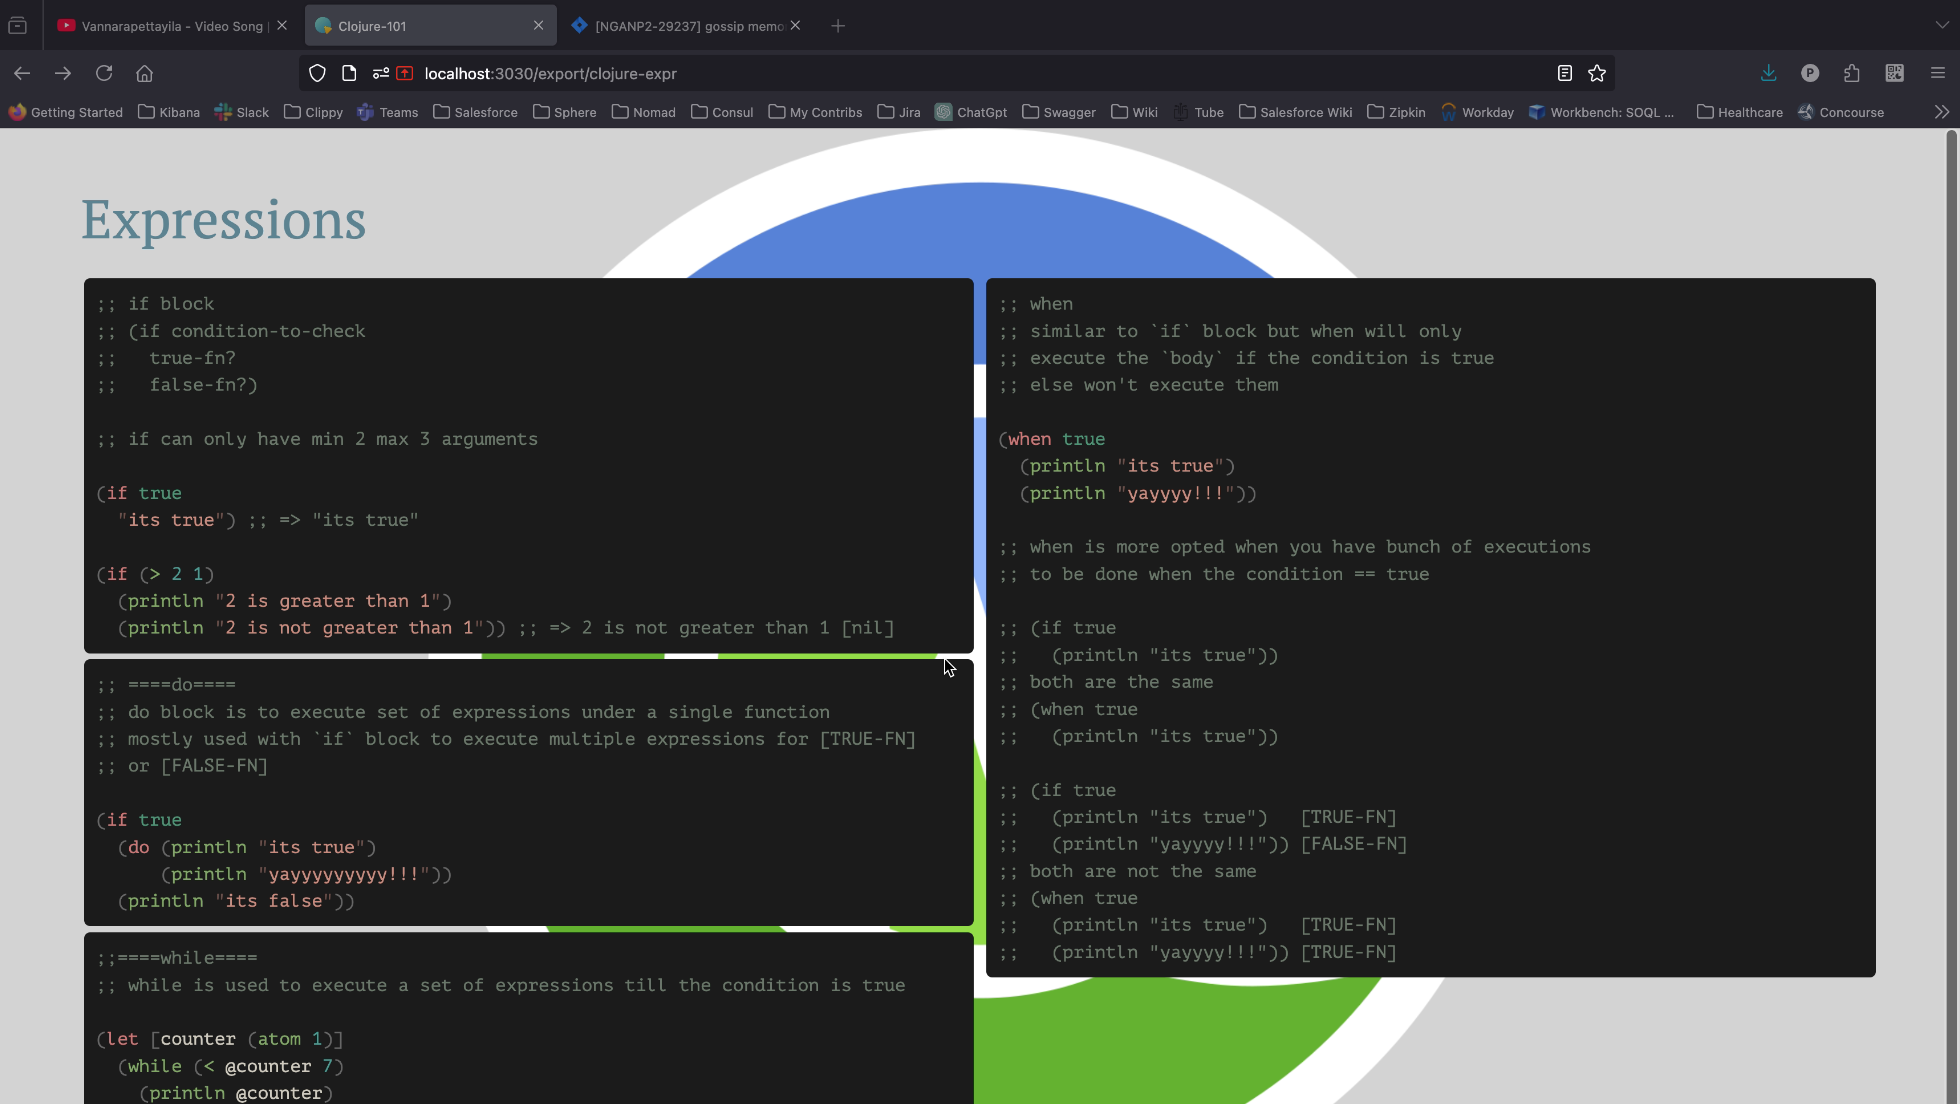 Vannarapettayila - Video Song |
Clojure-101
[NGANP2-29237] gossip memo
localhost:3030/export/clojure-expr
P
Getting Started
Kibana
Slack
Clippy
Teams
Salesforce
Sphere
Nomad
Consul
My Contribs
Jira
ChatGpt
Swagger
Wiki
Tube
Salesforce Wiki
Zipkin
Workday
Workbench: SOQL ...
Healthcare
Concourse
Expressions
;; if block
;; (if condition-to-check
;;   true-fn?
;;   false-fn?)
;; if can only have min 2 max 3 arguments
(if true
  "its true") ;; => "its true"
(if (> 2 1)
  (println "2 is greater than 1")
  (println "2 is not greater than 1")) ;; => 2 is not greater than 1 [nil]
;; ====do====
;; do block is to execute set of expressions under a single function
;; mostly used with `if` block to execute multiple expressions for [TRUE-FN]
;; or [FALSE-FN]
(if true
  (do (println "its true")
      (println "yayyyyyyyyy!!!"))
  (println "its false"))
;;====while====
;; while is used to execute a set of expressions till the condition is true
(let [counter (atom 1)]
  (while (< @counter 7)
    (println @counter)
;; when
;; similar to `if` block but when will only
;; execute the `body` if the condition is true
;; else won't execute them
(when true
  (println "its true")
  (println "yayyyy!!!"))
;; when is more opted when you have bunch of executions
;; to be done when the condition == true
;; (if true
;;   (println "its true"))
;; both are the same
;; (when true
;;   (println "its true"))
;; (if true
;;   (println "its true")   [TRUE-FN]
;;   (println "yayyyy!!!")) [FALSE-FN]
;; both are not the same
;; (when true
;;   (println "its true")   [TRUE-FN]
;;   (println "yayyyy!!!")) [TRUE-FN]